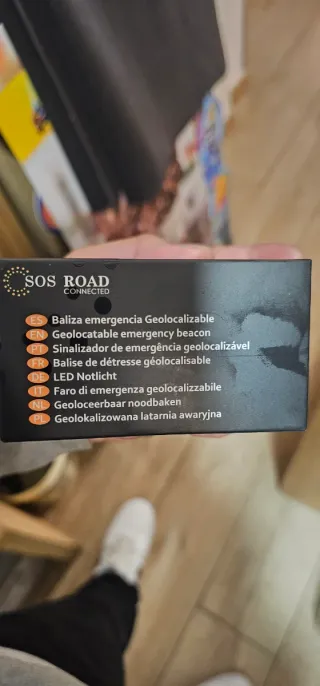 SOS ROAD
CONNECTED
ES Baliza emergencia Geolocalizable
EN Geolocatable emergency beacon
PT Sinalizador de emergência geolocalizável
FR Balise de détresse géolocalisable
DE LED Notlicht
IT Faro di emergenza geolocalizzabile
NL Geoloceerbaar noodbaken
PL Geolokalizowana latarnia awaryjna